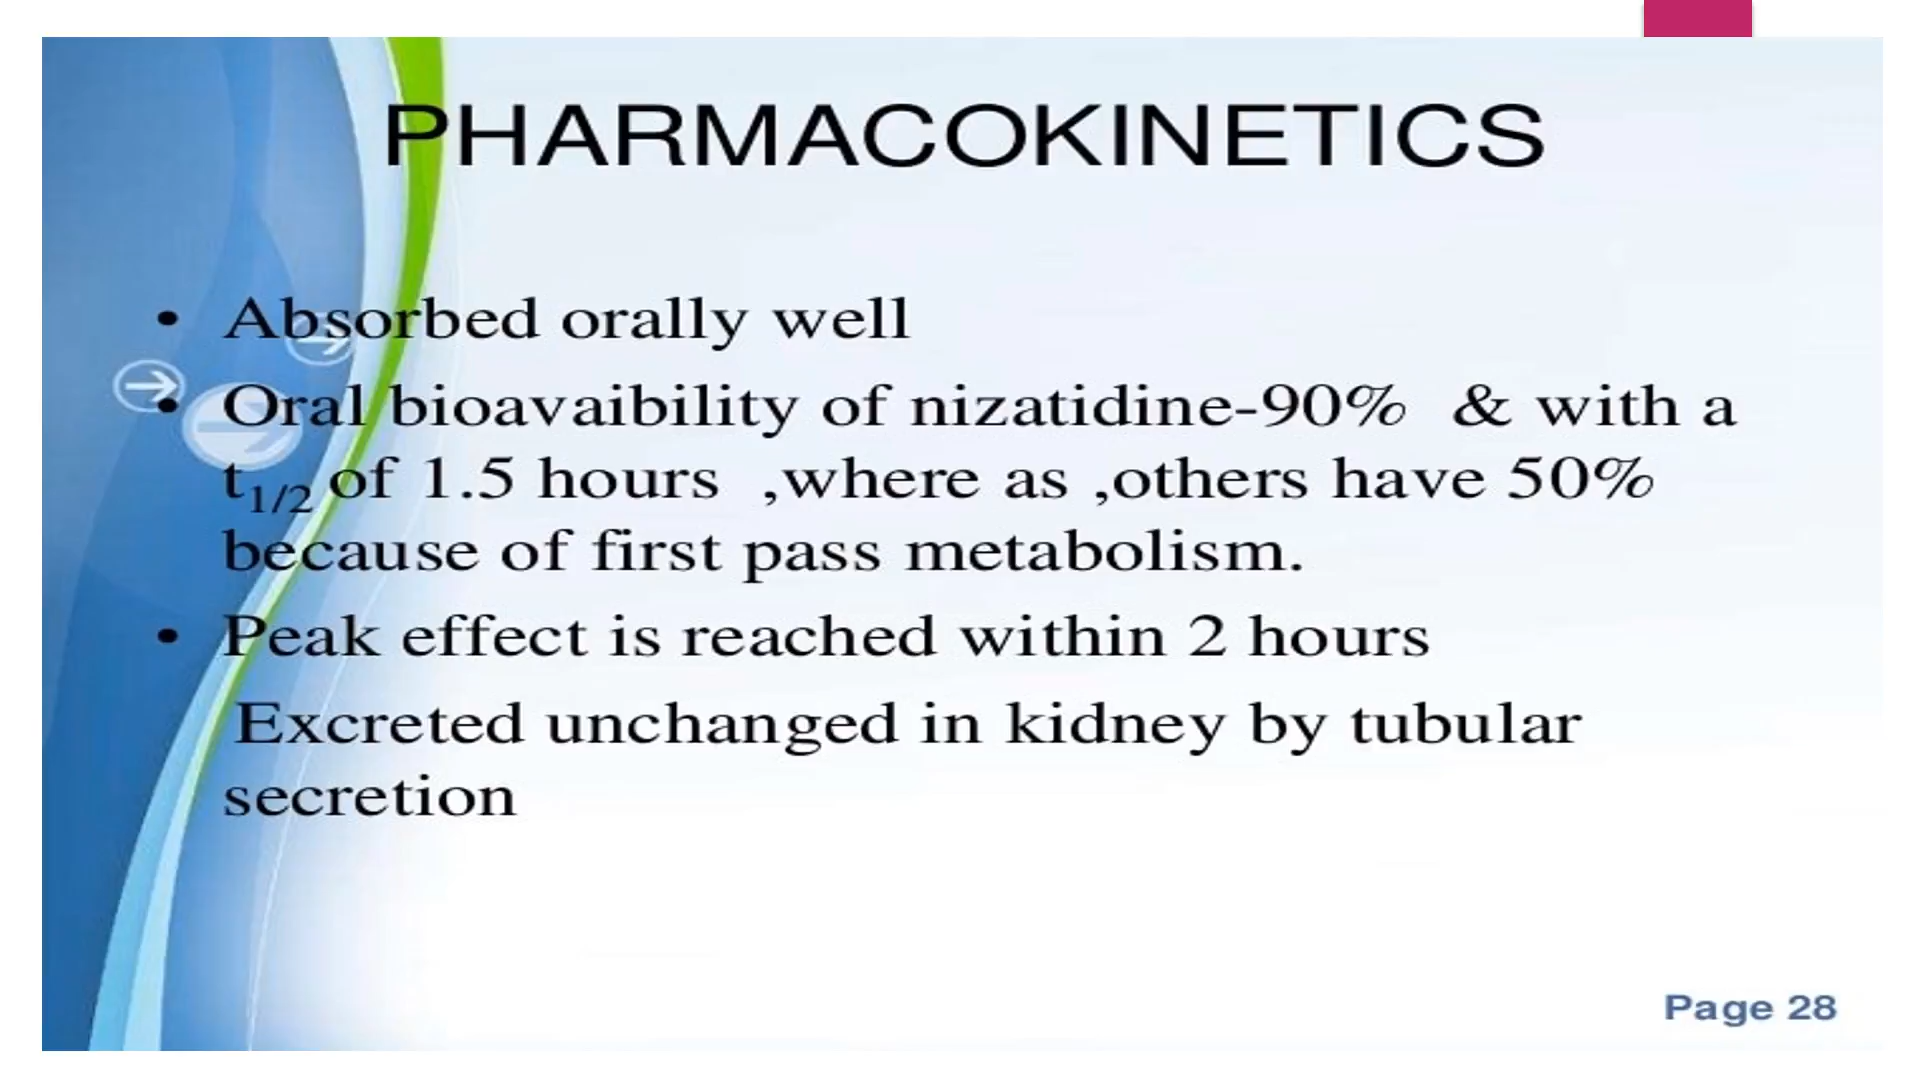 PHARMACOKINETICS
• Absorbed orally well
• Oral bioavaibility of nizatidine-90% & with a
t1/2 of 1.5 hours ,where as ,others have 50%
because of first pass metabolism.
• Peak effect is reached within 2 hours
Excreted unchanged in kidney by tubular
secretion
Page 28